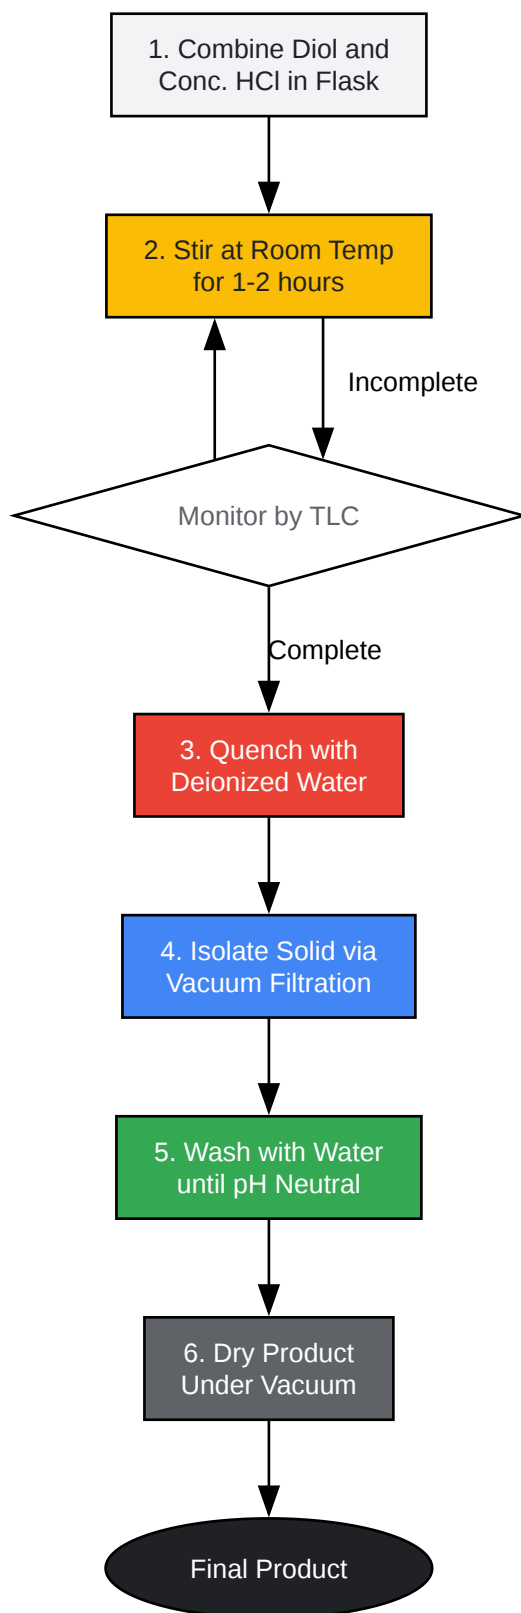 1. Combine Diol and
Conc. HCl in Flask
2. Stir at Room Temp
for 1-2 hours
Incomplete
Monitor by TLC
Complete
3. Quench with
Deionized Water
4. Isolate Solid via
Vacuum Filtration
5. Wash with Water
until pH Neutral
6. Dry Product
Under Vacuum
Final Product